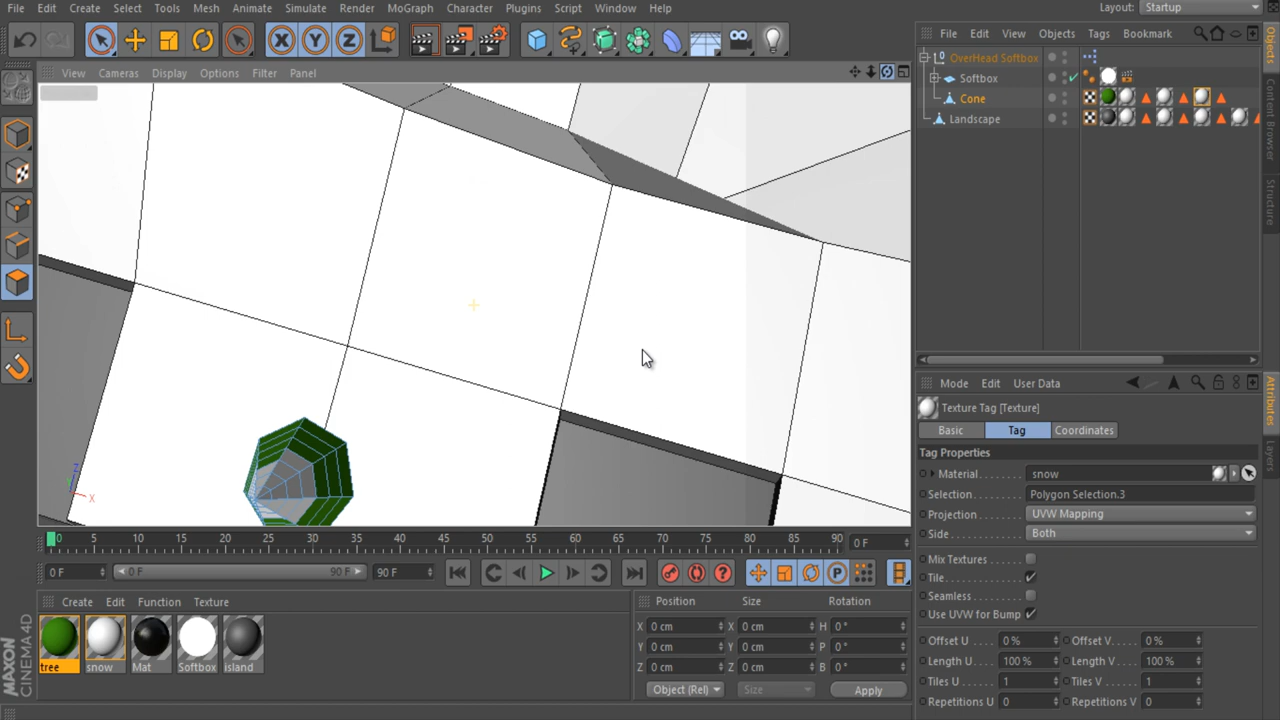 File Edit Create Select Tools Mesh Animate Simulate Render MoGraph Character Plugins Script Window Help Layout: Startup
X Y Z
File Edit View Objects Tags Bookmark
View Cameras Display Options Filter Panel
OverHead Softbox
Softbox
Cone
Landscape
Objects
Content Browser
Structure
Z
Y
X
Mode Edit User Data
Texture Tag [Texture]
Basic Tag Coordinates
Attributes
Layers
Tag Properties
Material snow
Selection Polygon Selection.3
Projection UVW Mapping
Side Both
Mix Textures
Tile
Seamless
Use UVW for Bump
Offset U 0 % Offset V 0 %
Length U 100 % Length V 100 %
Tiles U 1 Tiles V 1
Repetitions U 0 Repetitions V 0
0 5 10 15 20 25 30 35 40 45 50 55 60 65 70 75 80 85 90 0 F
0 F 0 F 90 F 90 F
P
Create Edit Function Texture
tree snow Mat Softbox island
Position Size Rotation
X 0 cm X 0 cm H 0 °
Y 0 cm Y 0 cm P 0 °
Z 0 cm Z 0 cm B 0 °
Object (Rel) Size Apply
MAXON
CINEMA 4D